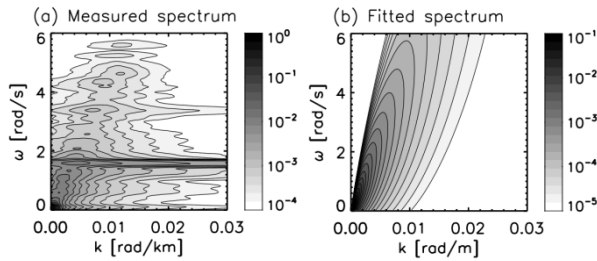 (a) Measured spectrum
6
4
2
0
ω [rad/s]
0.00 0.01 0.02 0.03
k [rad/km]
10⁰
10⁻¹
10⁻²
10⁻³
10⁻⁴
(b) Fitted spectrum
6
4
2
0
ω [rad/s]
0.00 0.01 0.02 0.03
k [rad/m]
10⁻¹
10⁻²
10⁻³
10⁻⁴
10⁻⁵